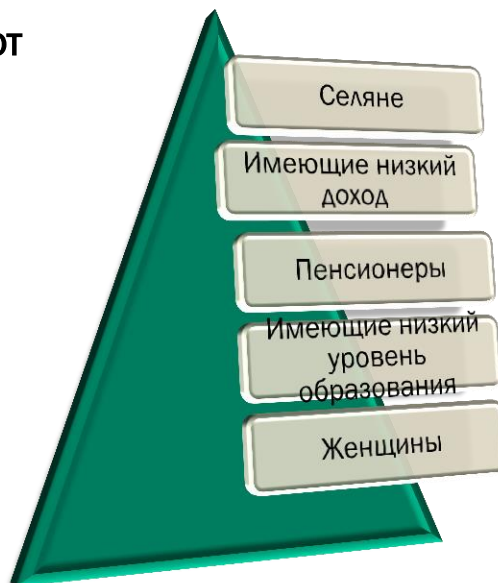 от
Селяне
Имеющие низкий
доход
Пенсионеры
Имеющие низкий
уровень
образования
Женщины